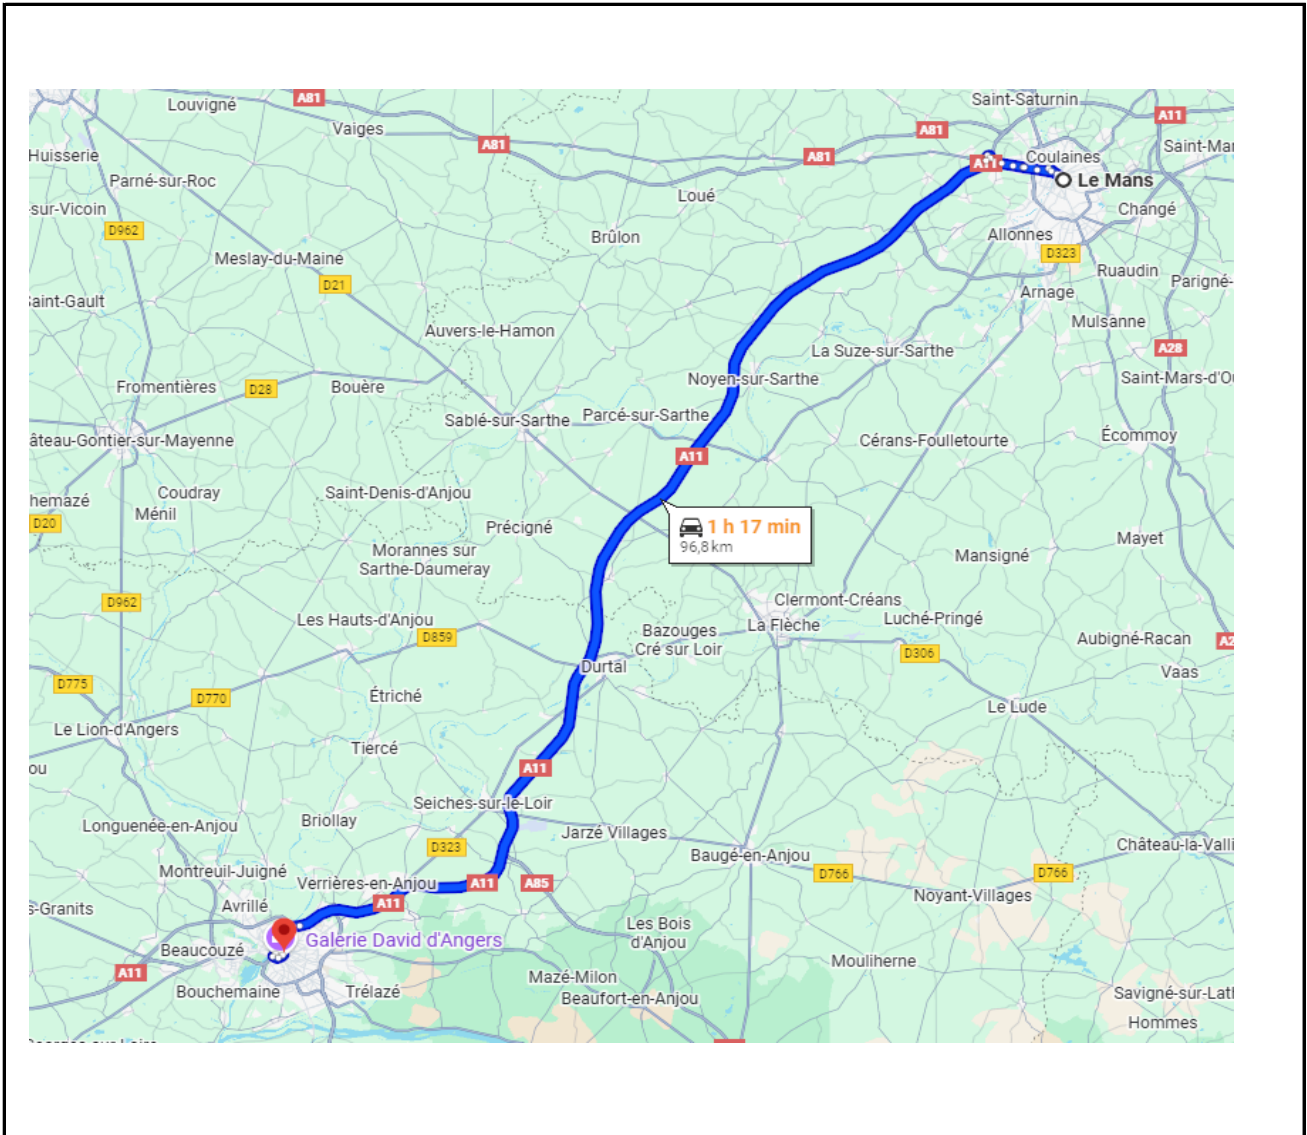 Saint-Saturnin
Louvigné
A81
A11
Vaiges
A81
A81
Saint-Mar
Huisserie
A81
A11
Coulaines
Parné-sur-Roc
Le Mans
Loué
-sur-Vicoin
Changé
D962
Brûlon
Allonnes
D323
Meslay-du-Maine
Ruaudin
D21
Parigné-
Saint-Gault
Arnage
Auvers-le-Hamon
Mulsanne
La Suze-sur-Sarthe
A28
Noyen-sur-Sarthe
Saint-Mars-d'Ou
Fromentières
D28
Bouère
Sablé-sur-Sarthe
Parcé-sur-Sarthe
âteau-Gontier-sur-Mayenne
Cérans-Foulletourte
Écommoy
A11
hemazé
Coudray
Saint-Denis-d'Anjou
Ménil
D20
Précigné
1 h 17 min
96,8 km
Mayet
Morannes sur
Sarthe-Daumeray
Mansigné
D962
Clermont-Créans
Les Hauts-d'Anjou
La Flèche
Luché-Pringé
D859
Bazouges
Cré sur Loir
Aubigné-Racan
A2
D306
Durtal
Vaas
D775
D770
Étriché
Le Lude
Le Lion-d'Angers
Tiercé
ou
A11
Seiches-sur-le-Loir
Longuenée-en-Anjou
Briollay
Jarzé Villages
D323
Château-la-Valli
Baugé-en-Anjou
Montreuil-Juigné
D766
D766
Verrières-en-Anjou
A11
A85
Noyant-Villages
s-Granits
Avrillé
A11
Les Bois
d'Anjou
Galerie David d'Angers
Beaucouzé
Mouliherne
A11
Mazé-Milon
Bouchemaine
Trélazé
Beaufort-en-Anjou
Savigné-sur-Lath
Hommes